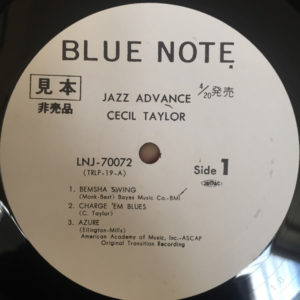 BLUE NOTE
見本
非売品
JAZZ ADVANCE
4/20発売
CECIL TAYLOR
LNJ-70072
(TRLP-19-A)
Side 1
1. BEMSHA SWING
(Monk-Best) Bayes Music Co.-BMI
2. CHARGE 'EM BLUES
(C. Taylor)
3. AZURE
(Ellington-Mills)
American Academy of Music, Inc.-ASCAP
Original Transition Recording